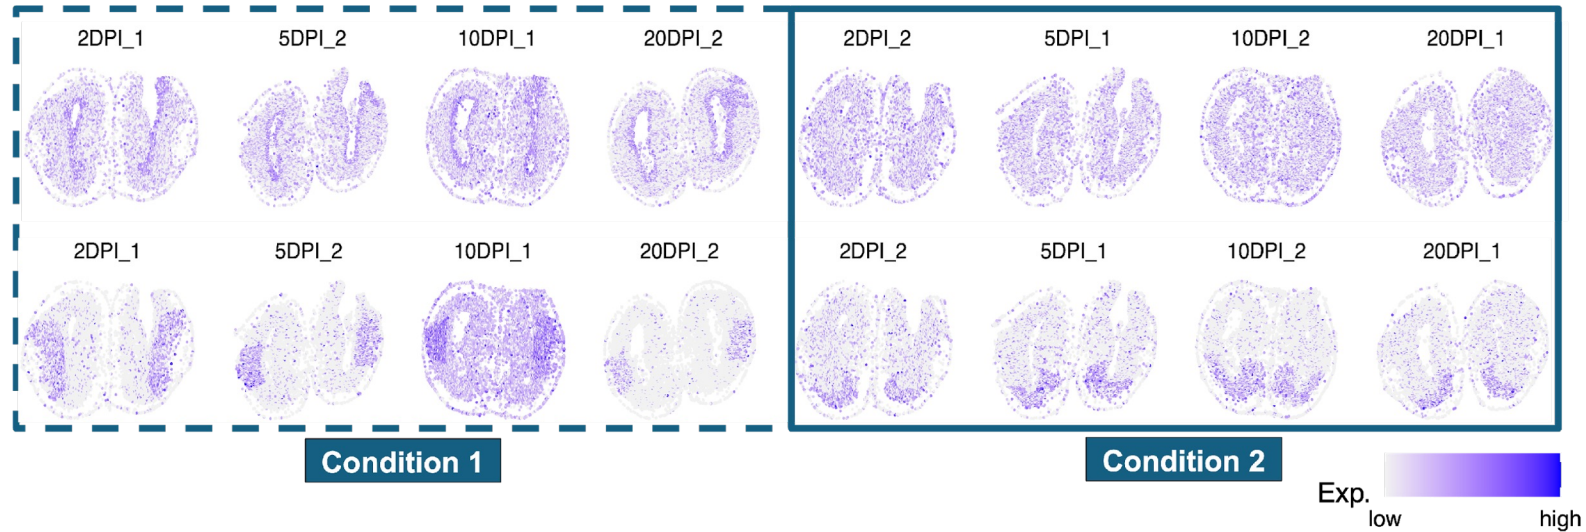 2DPI_1 5DPI_2 10DPI_1 20DPI_2 2DPI_2 5DPI_1 10DPI_2 20DPI_1
2DPI_1 5DPI_2 10DPI_1 20DPI_2 2DPI_2 5DPI_1 10DPI_2 20DPI_1
Condition 1 Condition 2
Exp.
low high